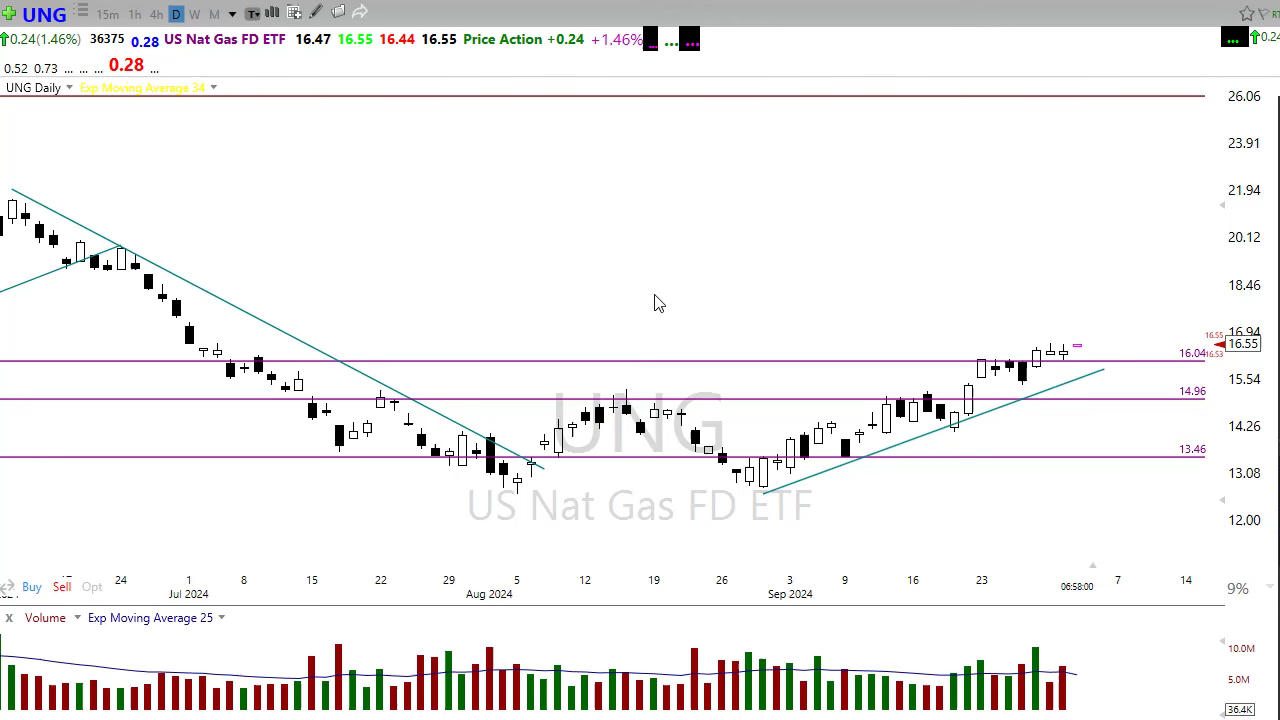 UNG 15m 1h 4h D W M T
0.24(1.46%) 36375 0.28 US Nat Gas FD ETF 16.47 16.55 16.44 16.55 Price Action +0.24 +1.46% ... ... ... ... 0.24
0.52 0.73 ... ... ... 0.28 ...
UNG Daily Exp Moving Average 34
26.06
23.91
21.94
20.12
18.46
16.94
16.55
16.55
16.53
16.04
15.54
14.96
14.26
13.46
13.08
12.00
UNG
US Nat Gas FD ETF
24 1 8 15 22 29 5 12 19 26 3 9 16 23 7 14
Buy Sell Opt 06:58:00 9%
Jul 2024 Aug 2024 Sep 2024
X Volume Exp Moving Average 25
10.0M
5.0M
36.4K